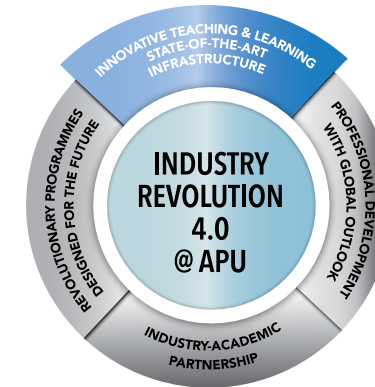 INNOVATIVE TEACHING & LEARNING
STATE-OF-THE-ART
INFRASTRUCTURE
PROFESSIONAL DEVELOPMENT
WITH GLOBAL OUTLOOK
INDUSTRY-ACADEMIC
PARTNERSHIP
REVOLUTIONARY PROGRAMMES
DESIGNED FOR THE FUTURE
INDUSTRY
REVOLUTION
4.0
@ APU